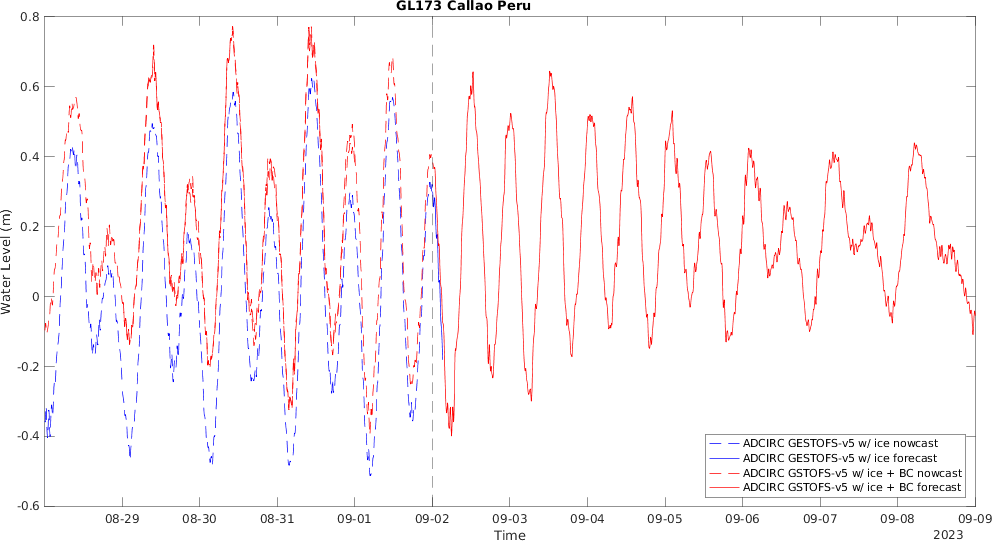 GL173 Callao Peru
Water Level (m)
0.8
0.6
0.4
0.2
0
-0.2
-0.4
-0.6
ADCIRC GESTOFS-v5 w/ ice nowcast
ADCIRC GESTOFS-v5 w/ ice forecast
ADCIRC GSTOFS-v5 w/ ice + BC nowcast
ADCIRC GSTOFS-v5 w/ ice + BC forecast
08-29 08-30 08-31 09-01 09-02 09-03 09-04 09-05 09-06 09-07 09-08 09-09
Time
2023